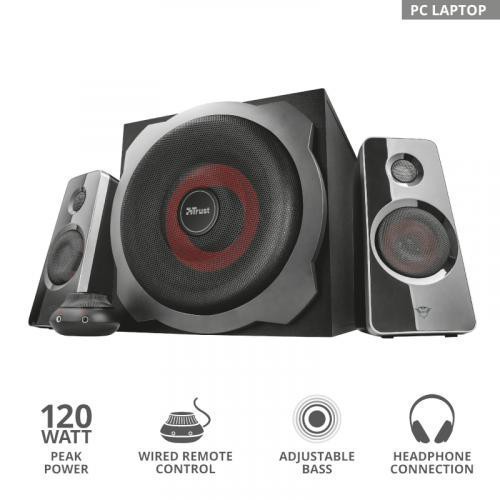 PC LAPTOP
Trust
120
WATT
PEAK
POWER
WIRED REMOTE
CONTROL
ADJUSTABLE
BASS
HEADPHONE
CONNECTION